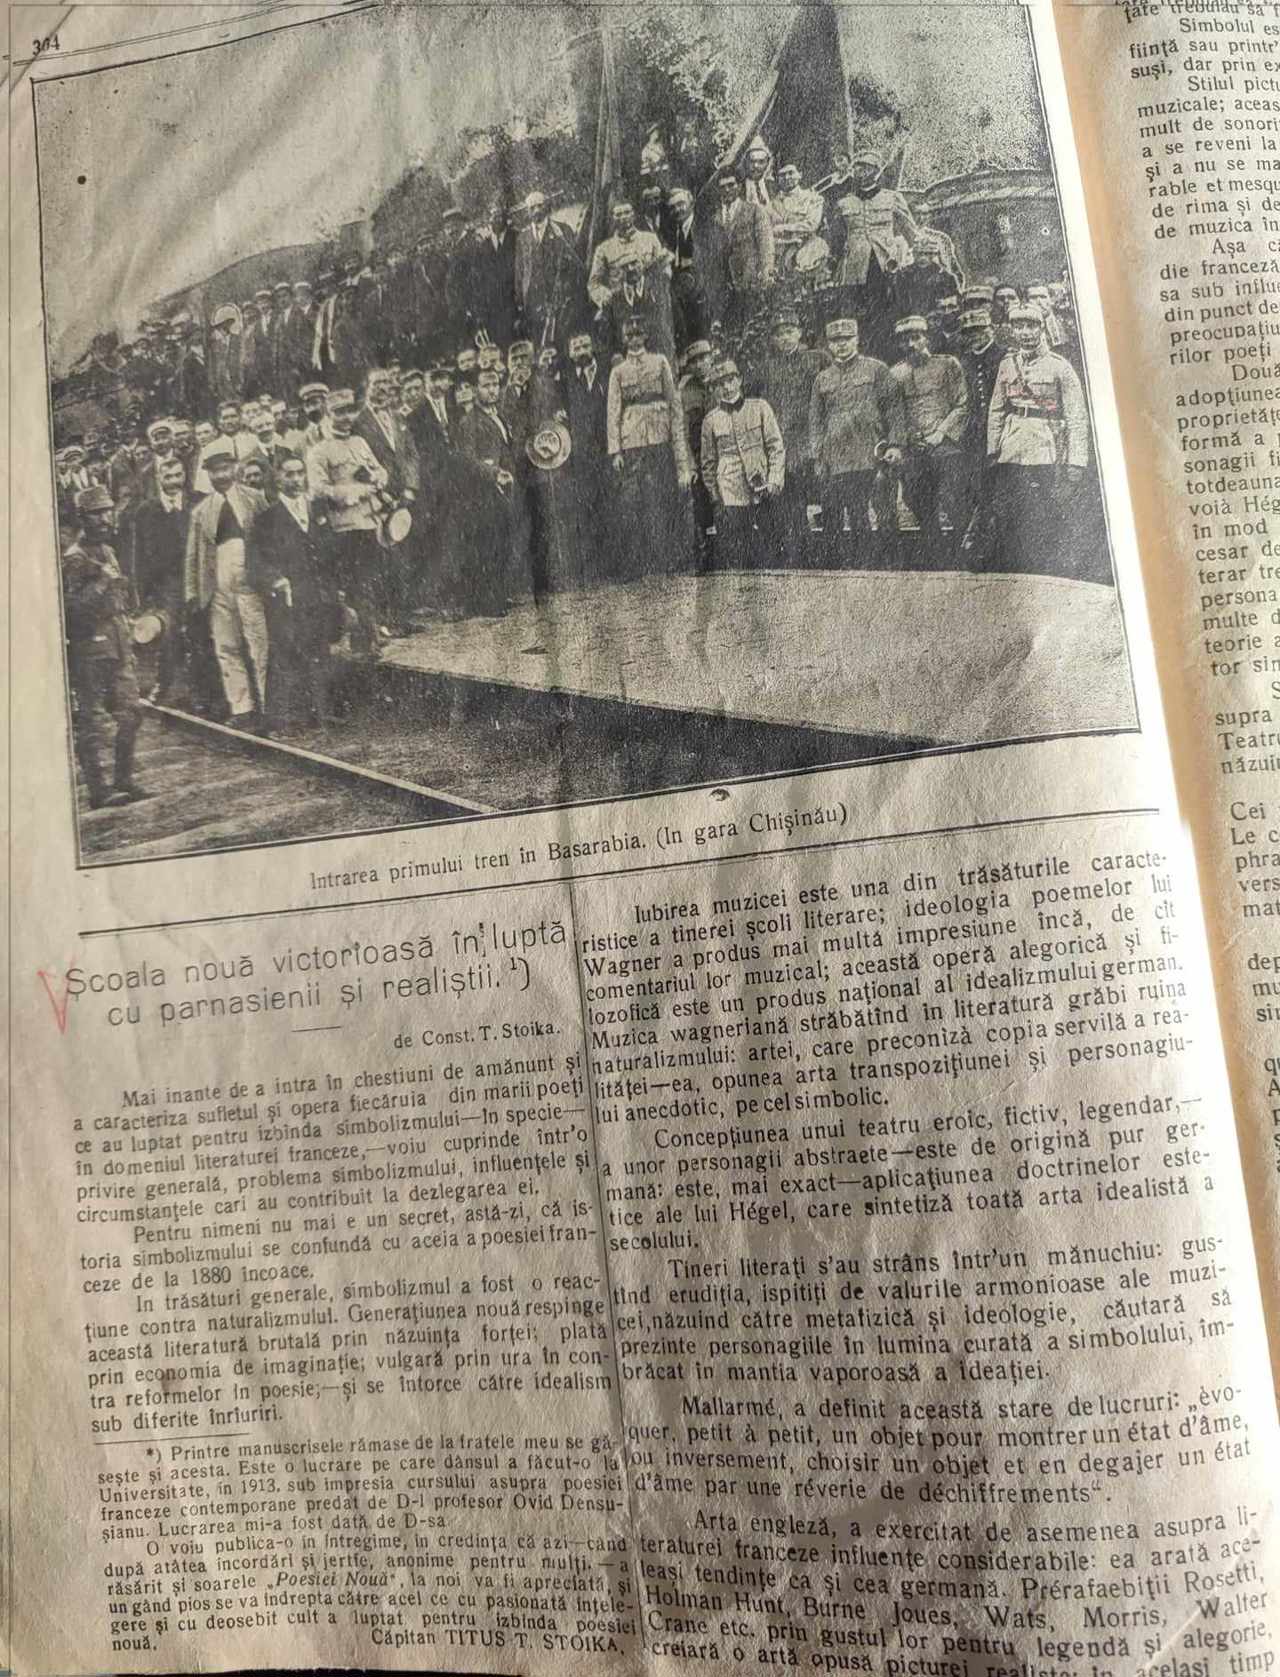 364
Intrarea primului tren în Basarabia. (In gara Chişinău)
Şcoala nouă victorioasă în luptă
cu parnasienii şi realiştii.¹)
de Const. T. Stoika.
Mai inante de a intra în chestiuni de amănunt şi
a caracteriza sufletul şi opera fiecăruia din marii poeţi
ce au luptat pentru izbînda simbolizmului—în specie—
în domeniul literaturei franceze,—voiu cuprinde într'o
privire generală, problema simbolizmului, influenţele şi
circumstanţele cari au contribuit la dezlegarea ei.
Pentru nimeni nu mai e un secret, astă-zi, că is-
toria simbolizmului se confundă cu aceia a poesiei fran-
ceze de la 1880 încoace.
In trăsături generale, simbolizmul a fost o reac-
ţiune contra naturalizmului. Generaţiunea nouă respinge
această literatură brutală prin năzuinţa forţei; plată
prin economia de imaginaţie; vulgară prin ura în con-
tra reformelor în poesie;—şi se întorce către idealism
sub diferite înrîuriri.
*) Printre manuscrisele rămase de la fratele meu se gă-
seşte şi acesta. Este o lucrare pe care dânsul a făcut-o la
Universitate, în 1913, sub impresia cursului asupra poesiei
franceze contemporane predat de D-l profesor Ovid Densu-
şianu. Lucrarea mi-a fost dată de D-sa.
O voiu publica-o în întregime, în credinţa că azi—când
după atâtea încordări şi jertfe, anonime pentru mulţi,—a
răsărit şi soarele „Poesiei Nouă", la noi va fi apreciată, şi
un gând pios se va îndrepta către acel ce cu pasionată înţele-
gere şi cu deosebit cult a luptat pentru izbînda poesiei
nouă.
Căpitan TITUS T. STOIKA.
Iubirea muzicei este una din trăsăturile caracte-
ristice a tinerei şcoli literare; ideologia poemelor lui
Wagner a produs mai multă impresiune încă, de cît
comentariul lor muzical; această operă alegorică şi fi-
lozofică este un produs naţional al idealizmului german.
Muzica wagneriană străbătînd în literatură grăbi ruina
naturalizmului: artei, care preconiză copia servilă a rea-
lităţei—ea, opunea arta transpoziţiunei şi personagiu-
lui anecdotic, pe cel simbolic.
Concepţiunea unui teatru eroic, fictiv, legendar,—
a unor personagii abstraete—este de origină pur ger-
mană: este, mai exact—aplicaţiunea doctrinelor este-
tice ale lui Hégel, care sintetiză toată arta idealistă a
secolului.
Tineri literati s'au strâns într'un mănuchiu: gus-
tînd erudiţia, ispitiţi de valurile armonioase ale muzi-
cei, năzuind către metafizică şi ideologie, căutară să
prezinte personagiile în lumina curată a simbolului, îm-
brăcat în mantia vaporoasă a ideaţiei.
Mallarmé, a definit această stare de lucruri: „èvo-
quer, petit à petit, un objet pour montrer un état d'âme,
ou inversement, choisir un objet et en degajer un état
d'âme par une réverie de déchiffrements".
Arta engleză, a exercitat de asemenea asupra li-
teraturei franceze influenţe considerabile: ea arată ace-
leaşi tendinţe ca şi cea germană. Prérafaebiţii Rosetti,
Holman Hunt, Burne Joues, Wats, Morris, Walter
Crane etc. prin gustul lor pentru legendă şi alegorie,
creiară o artă opusă picturei realiste; în acelaşi timp
tate trebuiau să f
Simbolul es
fiinţă sau printr'
suşi, dar prin ex
Stilul pictu
muzicale; aceas
mult de sonori
a se reveni la
şi a nu se ma
rable et mesqu
de rima şi de
de muzica în
Aşa că
die franceză
sa sub influe
din punct de
preocupaţiu
rilor poeţi
Două
adopţiunea
proprietăţe
formă a
sonagii fi
totdeauna
voiă Hég
în mod
cesar de
terar tre
persona
multe d
teorie a
tor sim
S
supra
Teatru
năzuin
Cei
Le c
phra
vers
mat
dep
mu
sin
qu
A